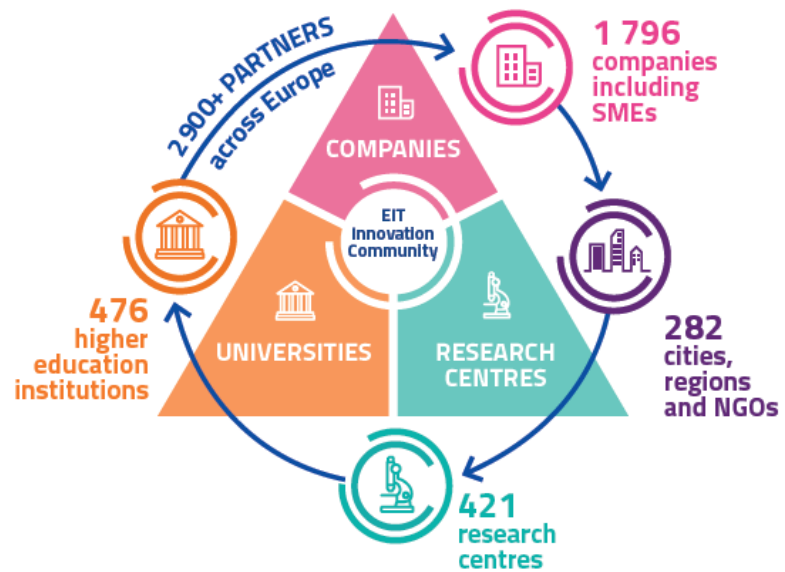 2 900+ PARTNERS
across Europe
1 796
companies
including
SMEs
COMPANIES
EIT
Innovation
Community
476
higher
education
institutions
UNIVERSITIES
RESEARCH
CENTRES
282
cities,
regions
and NGOs
421
research
centres